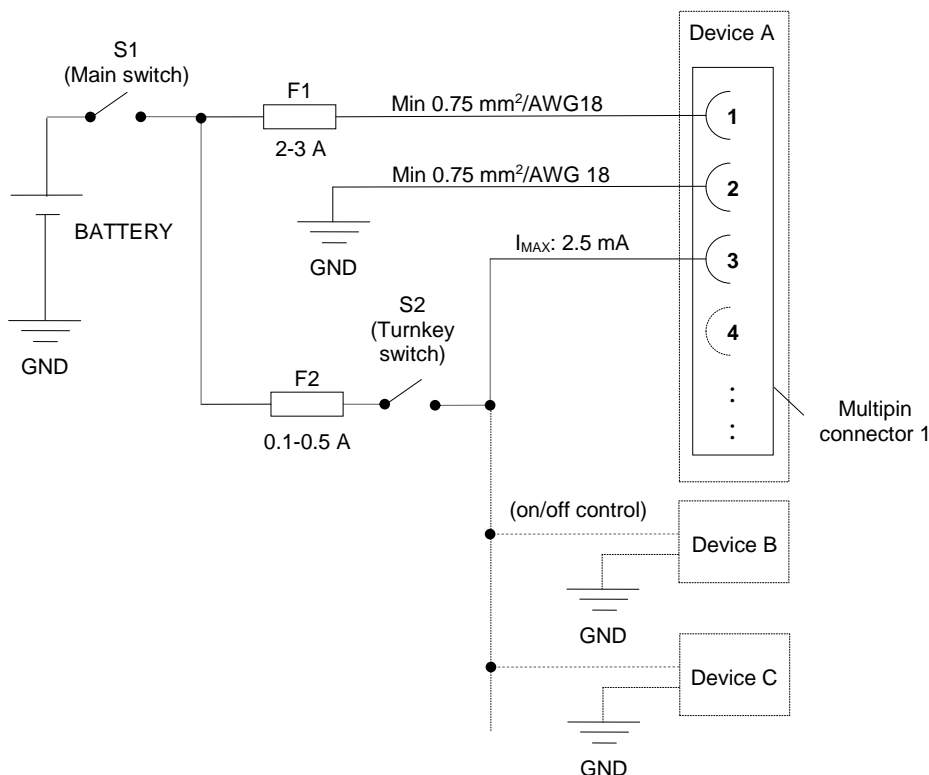 Device A
S1
(Main switch)
F1
Min 0.75 mm²/AWG18
1
2-3 A
Min 0.75 mm²/AWG 18
2
BATTERY
GND
I_MAX: 2.5 mA
3
S2
(Turnkey
switch)
4
GND
F2
0.1-0.5 A
Multipin
connector 1
(on/off control)
Device B
GND
Device C
GND